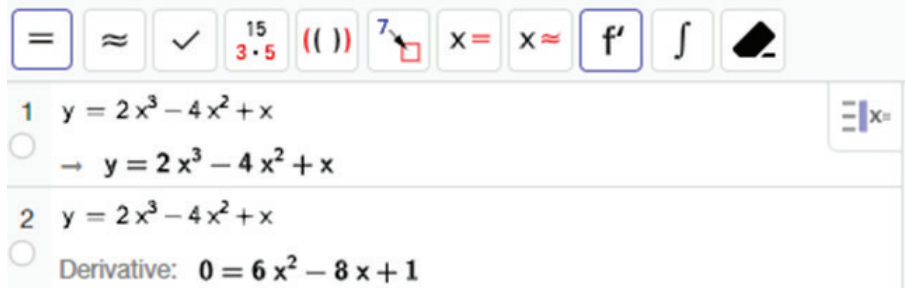 = ≈ ✓ 15 3·5 (( )) 7 x= x≈ f′ ∫
1 y = 2x³ – 4x² + x x=
→ y = 2x³ – 4x² + x
2 y = 2x³ – 4x² + x
Derivative: 0 = 6x² – 8x + 1